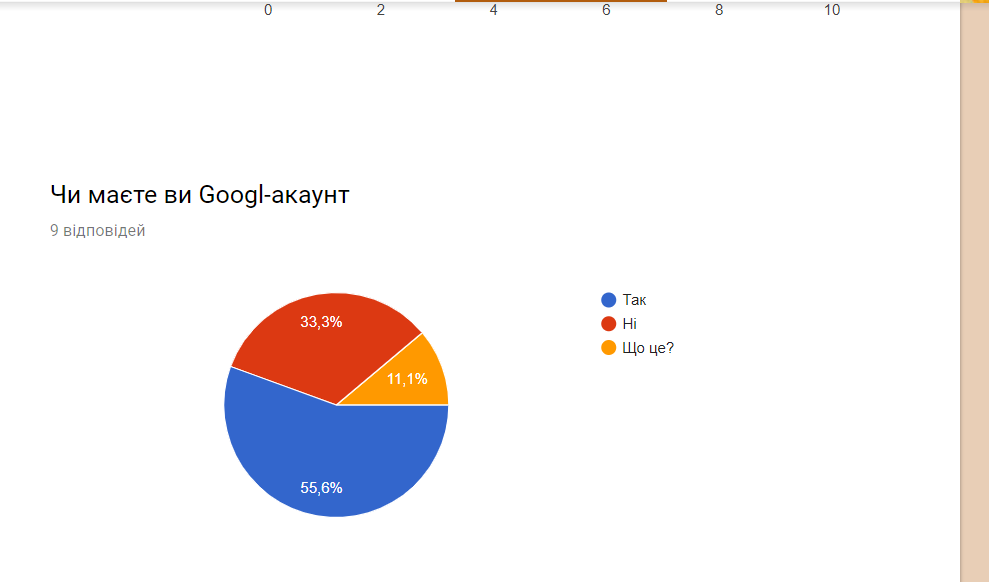 0 2 4 6 8 10
Чи маєте ви Googl-акаунт
9 відповідей
Так
Ні
Що це?
33,3%
11,1%
55,6%